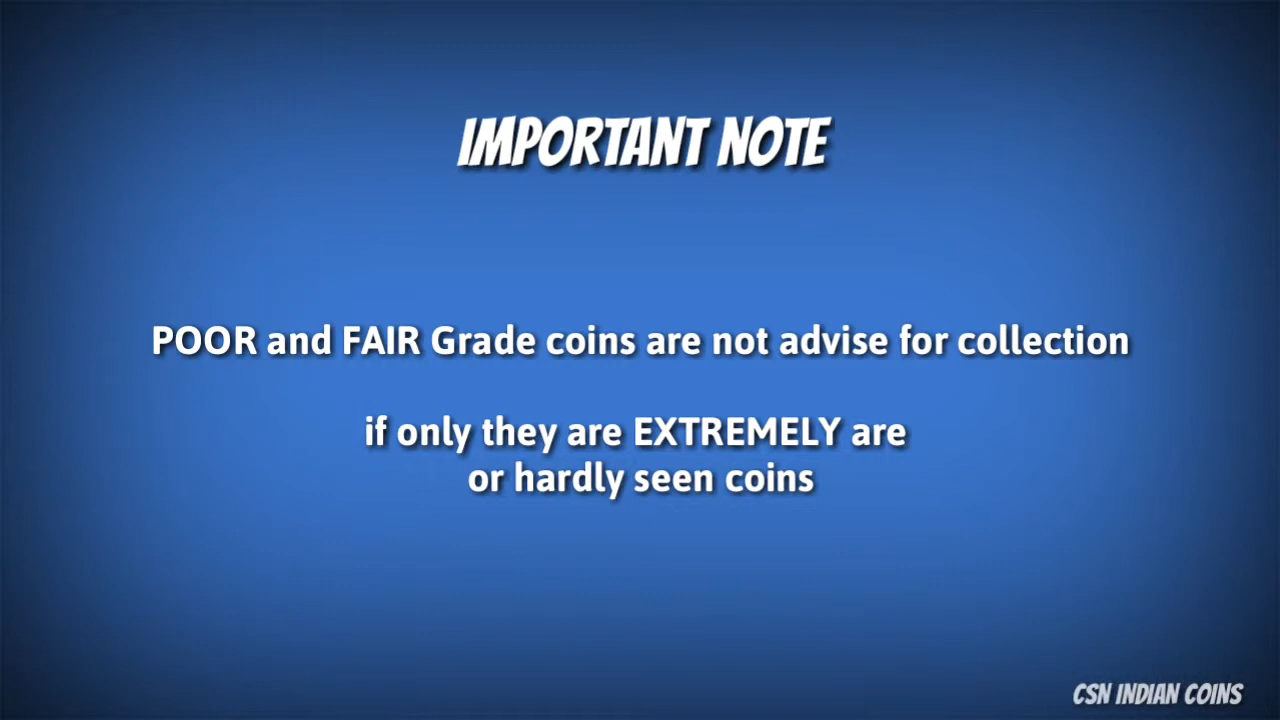 IMPORTANT NOTE
POOR and FAIR Grade coins are not advise for collection
if only they are EXTREMELY are
or hardly seen coins
CSN INDIAN COINS